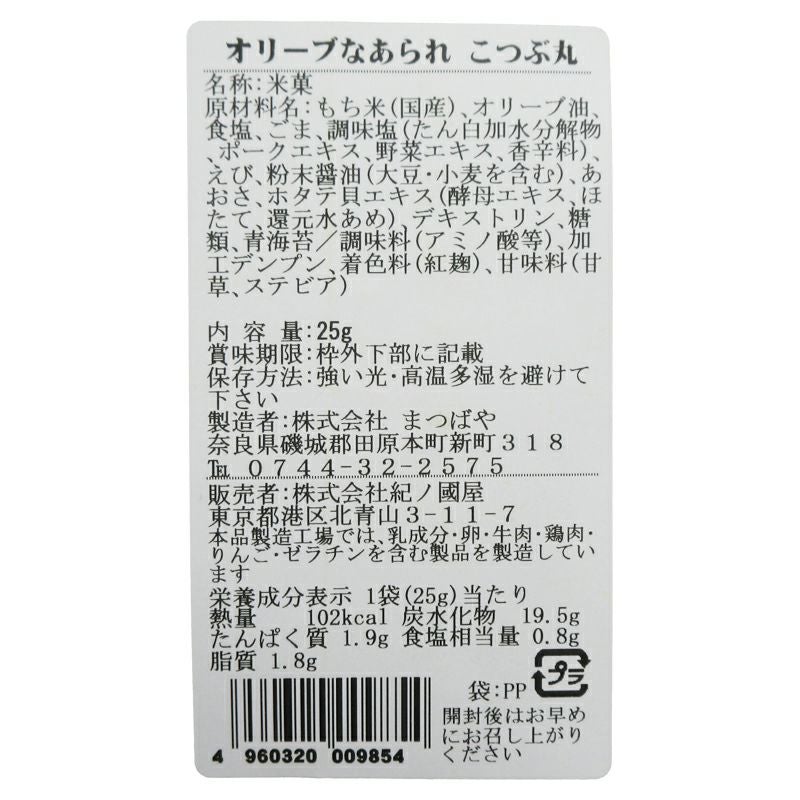 オリーブなあられ こつぶ丸
名称:米菓
原材料名:もち米(国産)、オリーブ油、
食塩、ごま、調味塩(たん白加水分解物
、ポークエキス、野菜エキス、香辛料)、
えび、粉末醤油(大豆・小麦を含む)、あ
おさ、ホタテ貝エキス(酵母エキス、ほ
たて、還元水あめ)、デキストリン、糖
類、青海苔/調味料(アミノ酸等)、加
工デンプン、着色料(紅麹)、甘味料(甘
草、ステビア)
内 容 量:25g
賞味期限:枠外下部に記載
保存方法:強い光・高温多湿を避けて
下さい
製造者:株式会社 まつばや
奈良県磯城郡田原本町新町318
℡ 0744-32-2575
販売者:株式会社紀ノ國屋
東京都港区北青山3-11-7
本品製造工場では、乳成分・卵・牛肉・鶏肉・
りんご・ゼラチンを含む製品を製造してい
ます
栄養成分表示 1袋(25g)当たり
熱量 102kcal 炭水化物 19.5g
たんぱく質 1.9g 食塩相当量 0.8g
脂質 1.8g
袋:PP プラ
開封後はお早め
にお召し上がり
ください
4 960320 009854